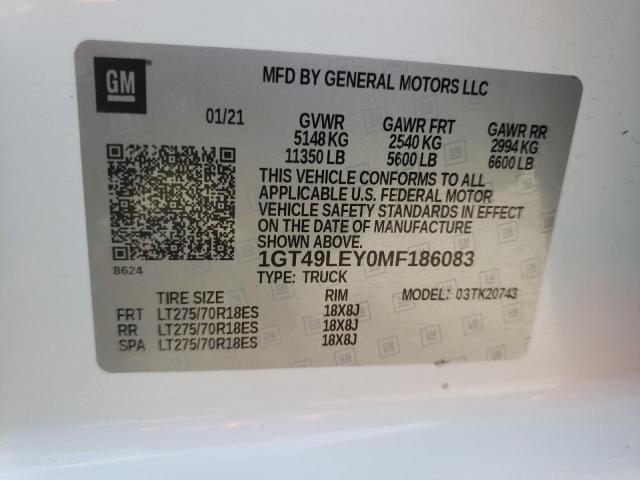 GM
MFD BY GENERAL MOTORS LLC
01/21
GVWR GAWR FRT GAWR RR
5148 KG 2540 KG 2994 KG
11350 LB 5600 LB 6600 LB
THIS VEHICLE CONFORMS TO ALL
APPLICABLE U.S. FEDERAL MOTOR
VEHICLE SAFETY STANDARDS IN EFFECT
ON THE DATE OF MANUFACTURE
SHOWN ABOVE.
8624
1GT49LEY0MF186083
TYPE: TRUCK
TIRE SIZE RIM MODEL: 03TK20743
FRT LT275/70R18ES 18X8J
RR LT275/70R18ES 18X8J
SPA LT275/70R18ES 18X8J